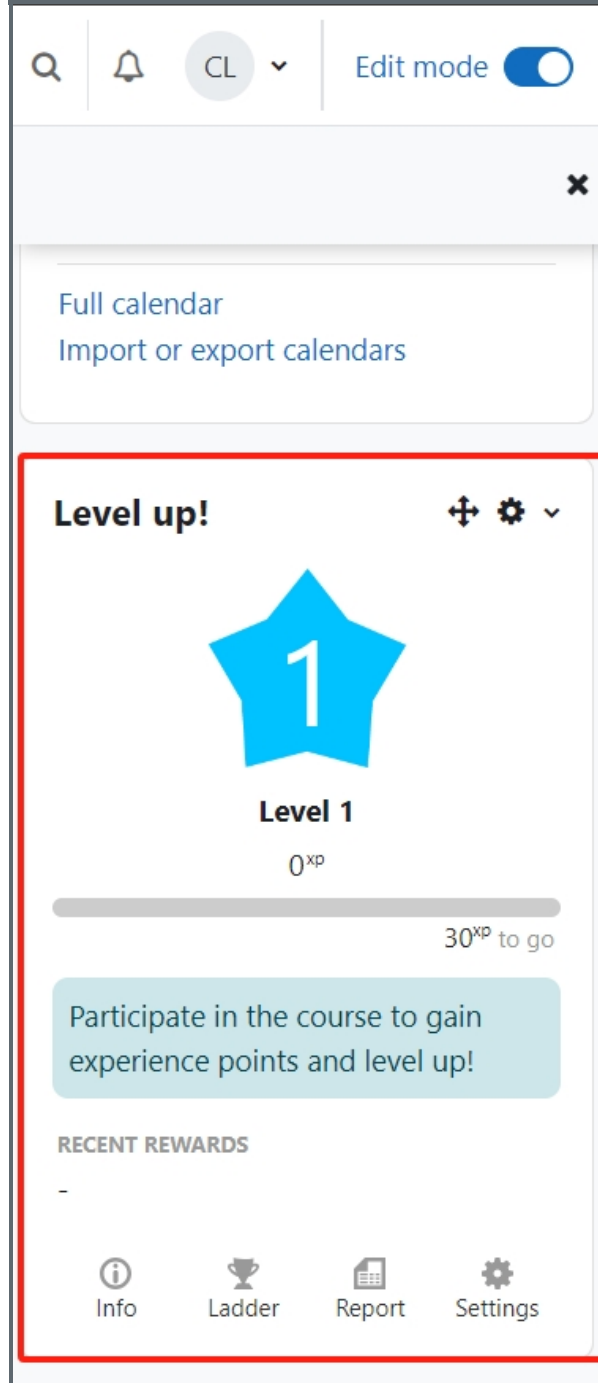 CL Edit mode
Full calendar
Import or export calendars
Level up!
1
Level 1
0xp
30xp to go
Participate in the course to gain
experience points and level up!
RECENT REWARDS
-
Info Ladder Report Settings